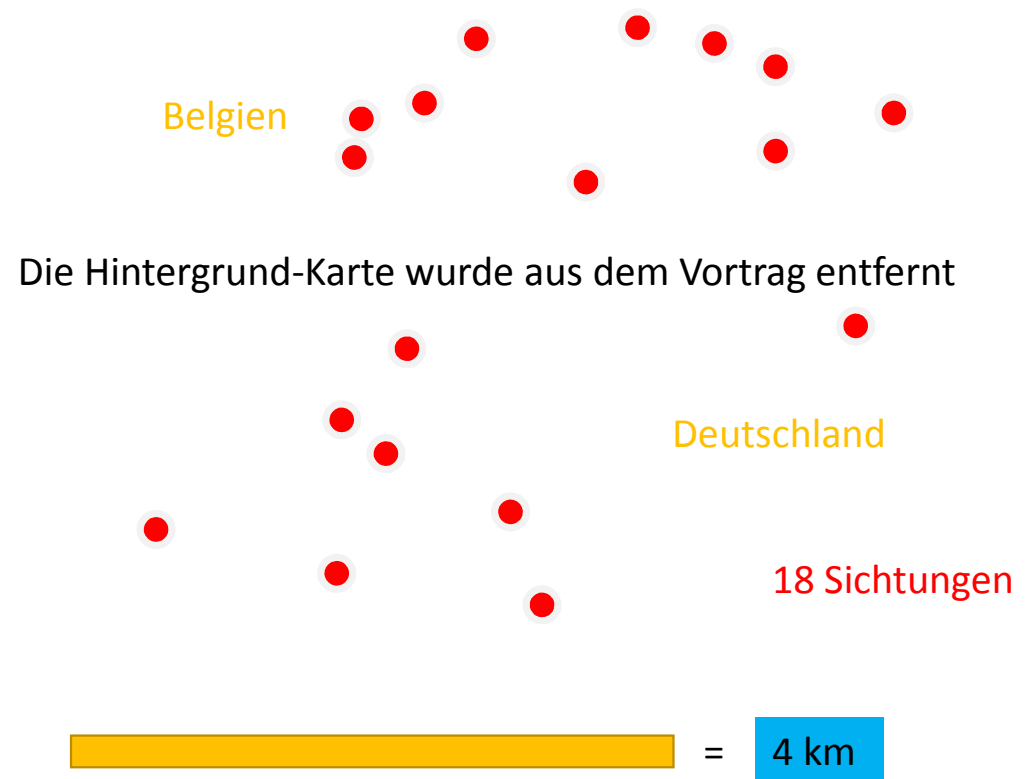 Belgien
Die Hintergrund-Karte wurde aus dem Vortrag entfernt
Deutschland
18 Sichtungen
= 4 km